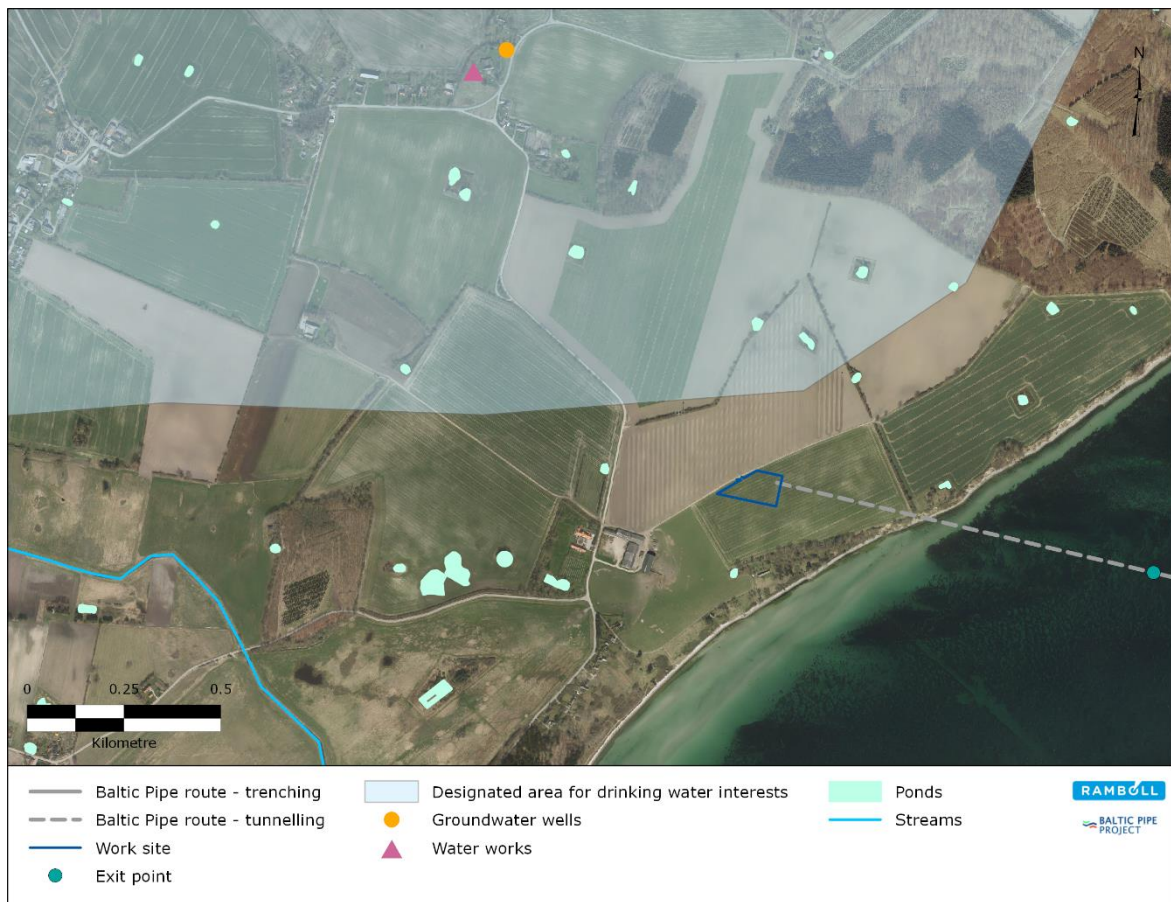 N
0 0.25 0.5
Kilometre
Baltic Pipe route - trenching
Baltic Pipe route - tunnelling
Work site
Exit point
Designated area for drinking water interests
Groundwater wells
Water works
Ponds
Streams
RAMBOLL
BALTIC PIPE
PROJECT